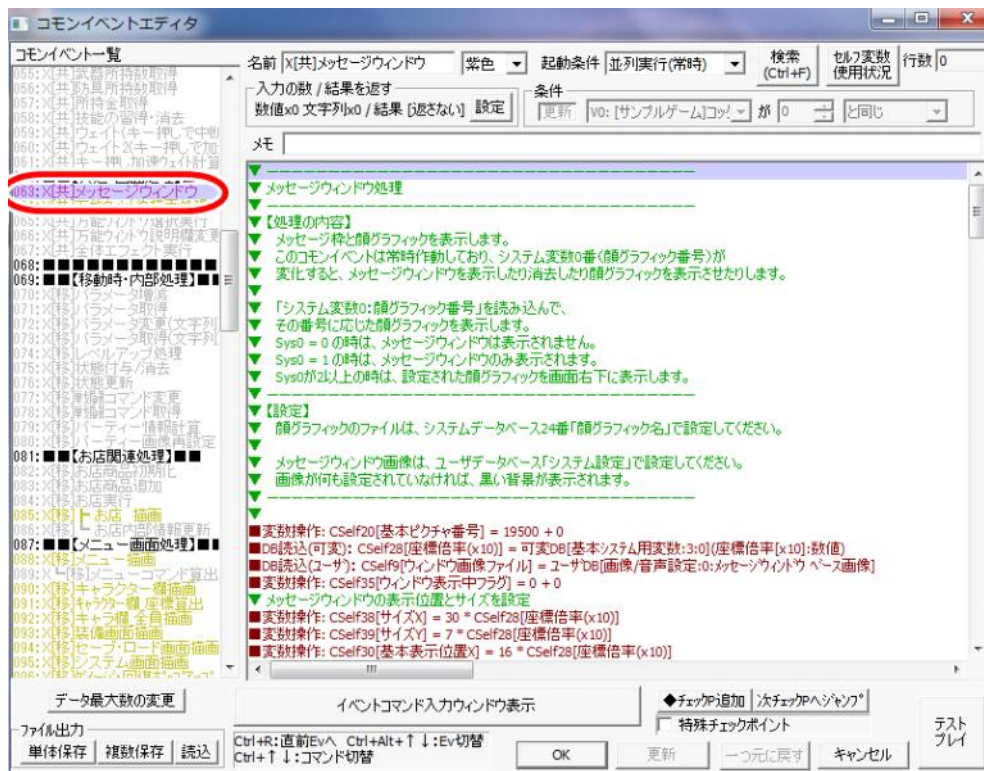 コモンイベントエディタ
コモンイベント一覧
055:X[共]武器所持数取得
056:X[共]防具所持数取得
057:X[共]所持金取得
058:X[共]技能の習得・消去
059:X[共]ウェイト(キー押しで中断
060:X[共]ウェイト2(キー押しで加
061:X[共]キー押し加速ウェイト計算
063:X[共]メッセージウィンドウ
065:X[共]万能ウィンドウ選択実行
066:X[共]万能ウィンドウ説明欄変更
067:X[共]全体エフェクト実行
068:■■■■■■■■■■■
069:■■【移動時・内部処理】■■
070:X[移]パラメータ増減
071:X[移]パラメータ取得
072:X[移]パラメータ変更(文字列
073:X[移]パラメータ取得(文字列
074:X[移]レベルアップ処理
075:X[移]状態付与/消去
076:X[移]状態更新
077:X[移]戦闘コマンド変更
078:X[移]戦闘コマンド取得
079:X[移]パーティー情報計算
080:X[移]パーティー画像再設定
081:■■【お店関連処理】■■
082:X[移]お店商品初期化
083:X[移]お店商品追加
084:X[移]お店実行
085:X[移]┣ お店 描画
086:X[移]┗ お店内部情報更新
087:■■【メニュー画面処理】■■
088:X[移]メニュー描画
089:X┗[移]メニューコマンド算出
090:X[移]キャラクター欄描画
091:X[移]キャラクター欄_座標算出
092:X[移]キャラ欄_全員描画
093:X[移]装備画面描画
094:X[移]セーブ・ロード画面描画
095:X[移]システム画面描画
名前 X[共]メッセージウィンドウ 紫色 起動条件 並列実行(常時) 検索 (Ctrl+F) セルフ変数 使用状況 行数 0
入力の数 / 結果を返す
数値x0 文字列x0 / 結果 [返さない] 設定
条件
更新 V0: [サンプルゲーム]コッ が 0 と同じ
メモ
▼ メッセージウィンドウ処理
▼【処理の内容】
▼ メッセージ枠と顔グラフィックを表示します。
▼ このコモンイベントは常時作動しており、システム変数0番(顔グラフィック番号)が
▼ 変化すると、メッセージウィンドウを表示したり消去したり顔グラフィックを表示させたりします。
▼
▼ 「システム変数0:顔グラフィック番号」を読み込んで、
▼ その番号に応じた顔グラフィックを表示します。
▼ Sys0 = 0 の時は、メッセージウィンドウは表示されません。
▼ Sys0 = 1の時は、メッセージウィンドウのみ表示されます。
▼ Sys0が2以上の時は、設定された顔グラフィックを画面右下に表示します。
▼【設定】
▼ 顔グラフィックのファイルは、システムデータベース24番「顔グラフィック名」で設定してください。
▼
▼ メッセージウィンドウ画像は、ユーザデータベース「システム設定」で設定してください。
▼ 画像が何も設定されていなければ、黒い背景が表示されます。
▼
■変数操作: CSelf20[基本ピクチャ番号] = 19500 + 0
■DB読込(可変): CSelf28[座標倍率(x10)] = 可変DB[基本システム用変数:3:0](座標倍率[x10]:数値)
■DB読込(ユーザ): CSelf9[ウィンドウ画像ファイル] = ユーザDB[画像/音声設定:0:メッセージウィンドウ ベース画像]
■変数操作: CSelf35[ウィンドウ表示中フラグ] = 0 + 0
▼ メッセージウィンドウの表示位置とサイズを設定
■変数操作: CSelf38[サイズX] = 30 * CSelf28[座標倍率(x10)]
■変数操作: CSelf39[サイズY] = 7 * CSelf28[座標倍率(x10)]
■変数操作: CSelf30[基本表示位置X] = 16 * CSelf28[座標倍率(x10)]
データ最大数の変更
イベントコマンド入力ウィンドウ表示
◆チェックP追加 次チェックPへジャンプ
特殊チェックポイント
テスト プレイ
ファイル出力
単体保存 複数保存 読込
Ctrl+R:直前Evへ Ctrl+Alt+↑↓:Ev切替
Ctrl+↑↓:コマンド切替
OK 更新 一つ元に戻す キャンセル